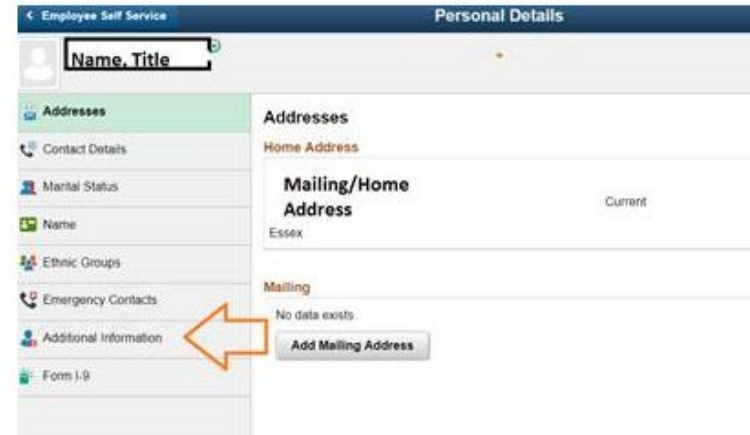 < Employee Self Service
Personal Details
Name, Title
Addresses
Contact Details
Marital Status
Name
Ethnic Groups
Emergency Contacts
Additional Information
Form I-9
Addresses
Home Address
Mailing/Home
Address
Current
Essex
Mailing
No data exists
Add Mailing Address